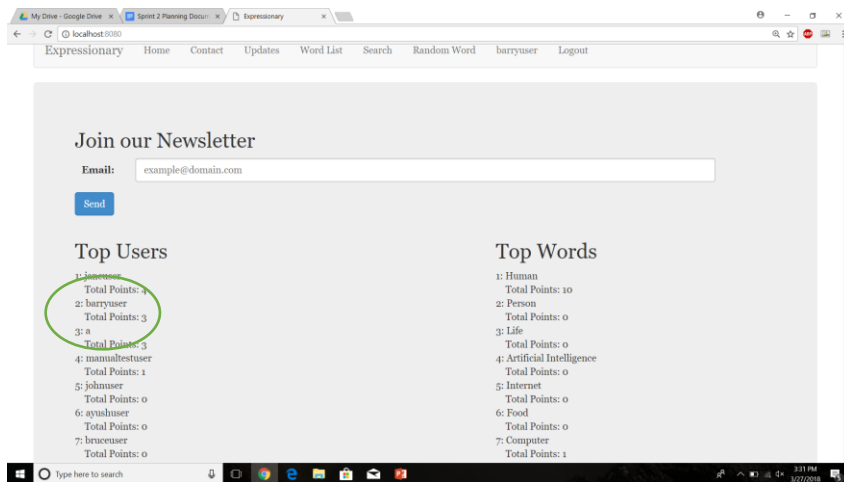 My Drive - Google Drive
Sprint 2 Planning Docum
Expressionary
localhost:8080
Expressionary Home Contact Updates Word List Search Random Word barryuser Logout
Join our Newsletter
Email: example@domain.com
Send
Top Users
1: janeuser
Total Points: 4
2: barryuser
Total Points: 3
3: a
Total Points: 3
4: manualtestuser
Total Points: 1
5: johnuser
Total Points: 0
6: ayushuser
Total Points: 0
7: bruceuser
Total Points: 0
Top Words
1: Human
Total Points: 10
2: Person
Total Points: 0
3: Life
Total Points: 0
4: Artificial Intelligence
Total Points: 0
5: Internet
Total Points: 0
6: Food
Total Points: 0
7: Computer
Total Points: 1
Type here to search
3:31 PM
3/27/2018